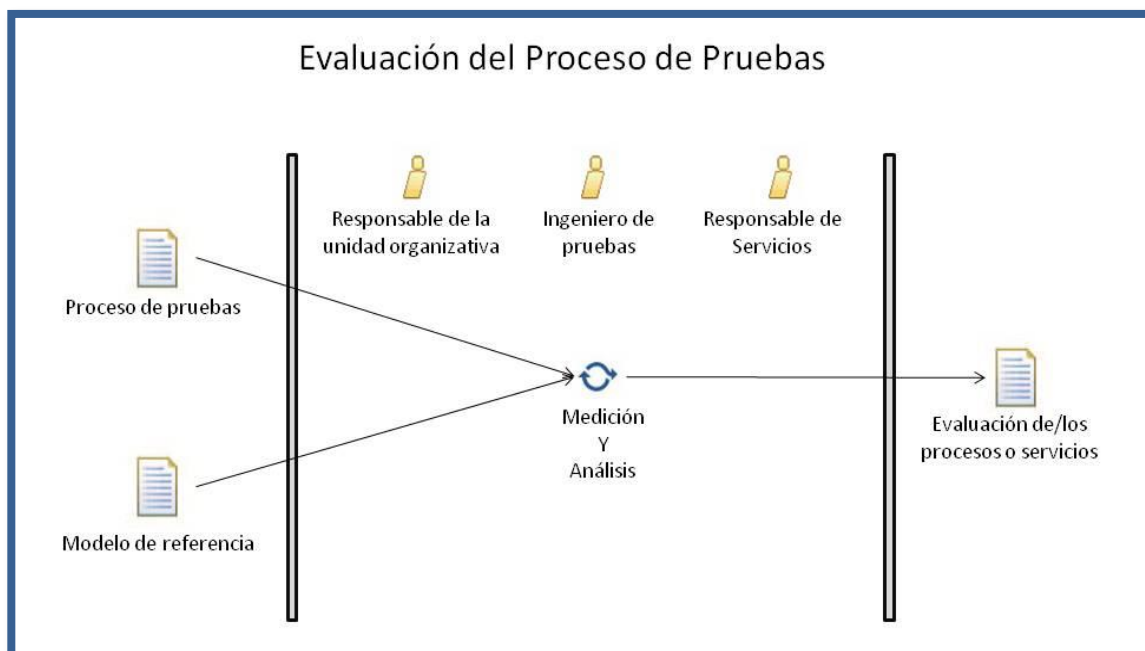 Evaluación del Proceso de Pruebas
Responsable de la
unidad organizativa
Ingeniero de
pruebas
Responsable de
Servicios
Proceso de pruebas
Medición
Y
Análisis
Evaluación de/los
procesos o servicios
Modelo de referencia